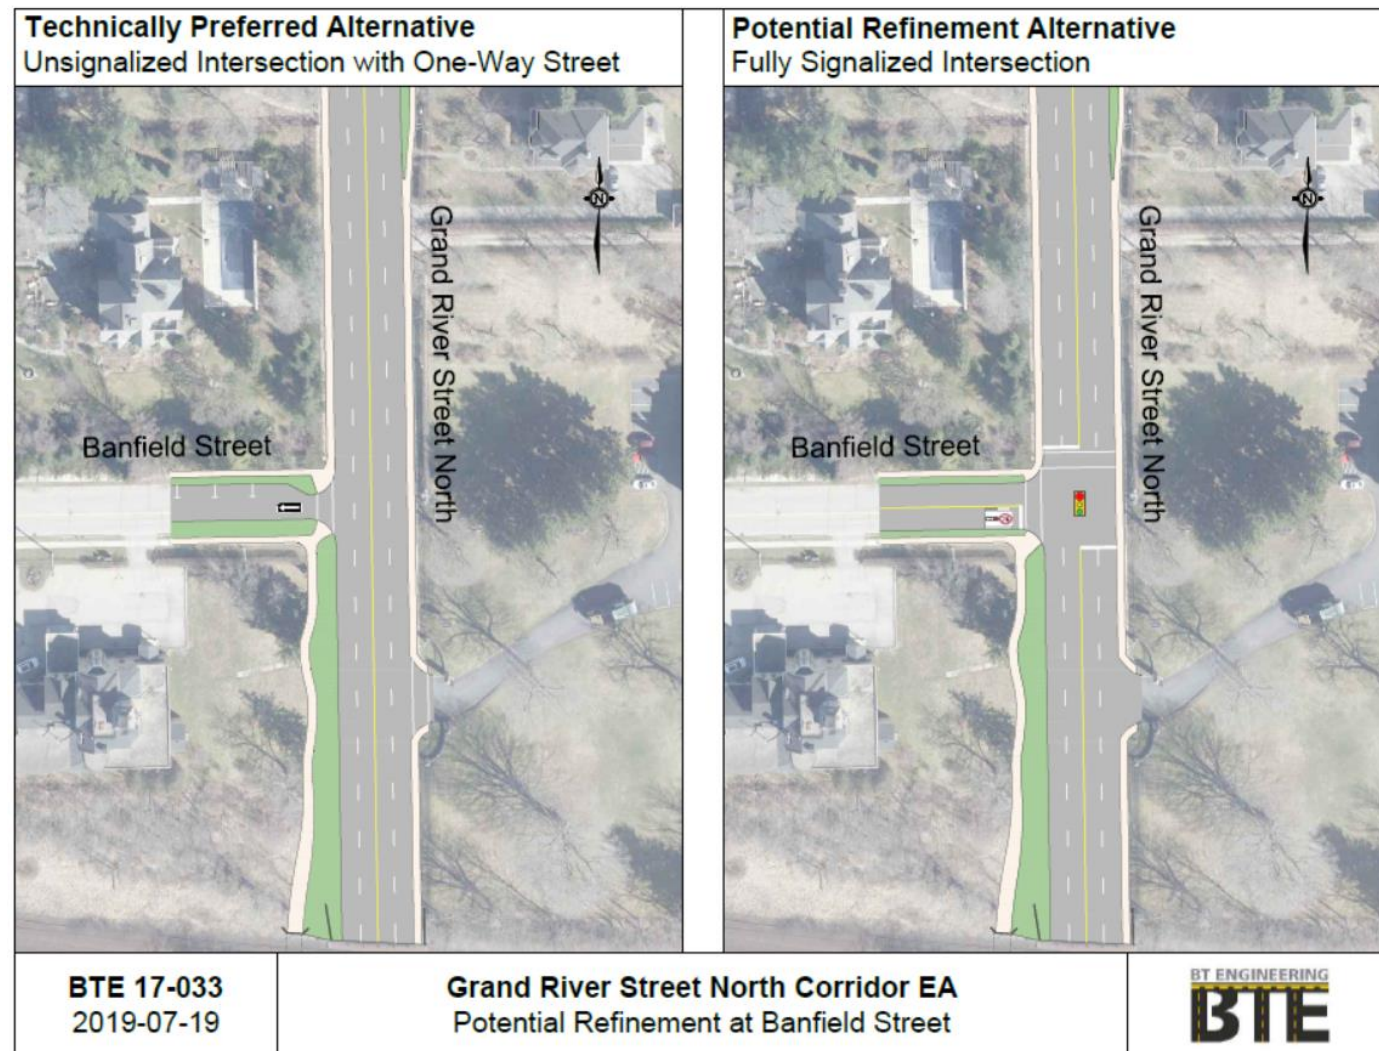 Technically Preferred Alternative
Unsignalized Intersection with One-Way Street
Potential Refinement Alternative
Fully Signalized Intersection
N
Grand River Street North
Banfield Street
N
Grand River Street North
Banfield Street
BTE 17-033
2019-07-19
Grand River Street North Corridor EA
Potential Refinement at Banfield Street
BT ENGINEERING
BTE